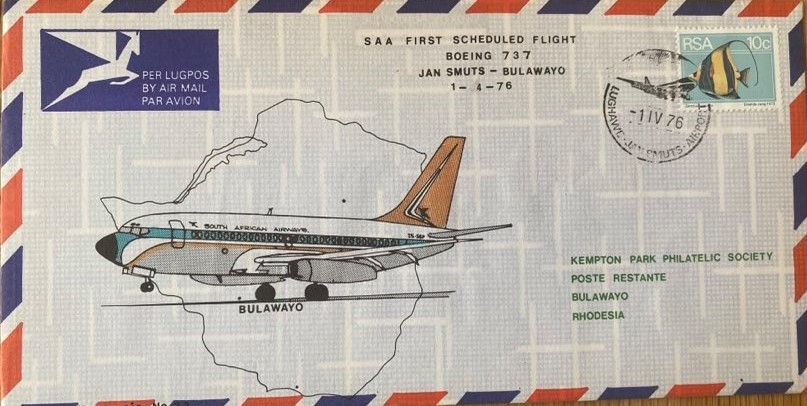 PER LUGPOS
BY AIR MAIL
PAR AVION
SAA FIRST SCHEDULED FLIGHT
BOEING 737
JAN SMUTS – BULAWAYO
1-4-76
RSA 10c
LUGHAWE · JAN SMUTS · AIRPORT
-1 IV 76
SOUTH AFRICAN AIRWAYS.
BULAWAYO
KEMPTON PARK PHILATELIC SOCIETY
POSTE RESTANTE
BULAWAYO
RHODESIA